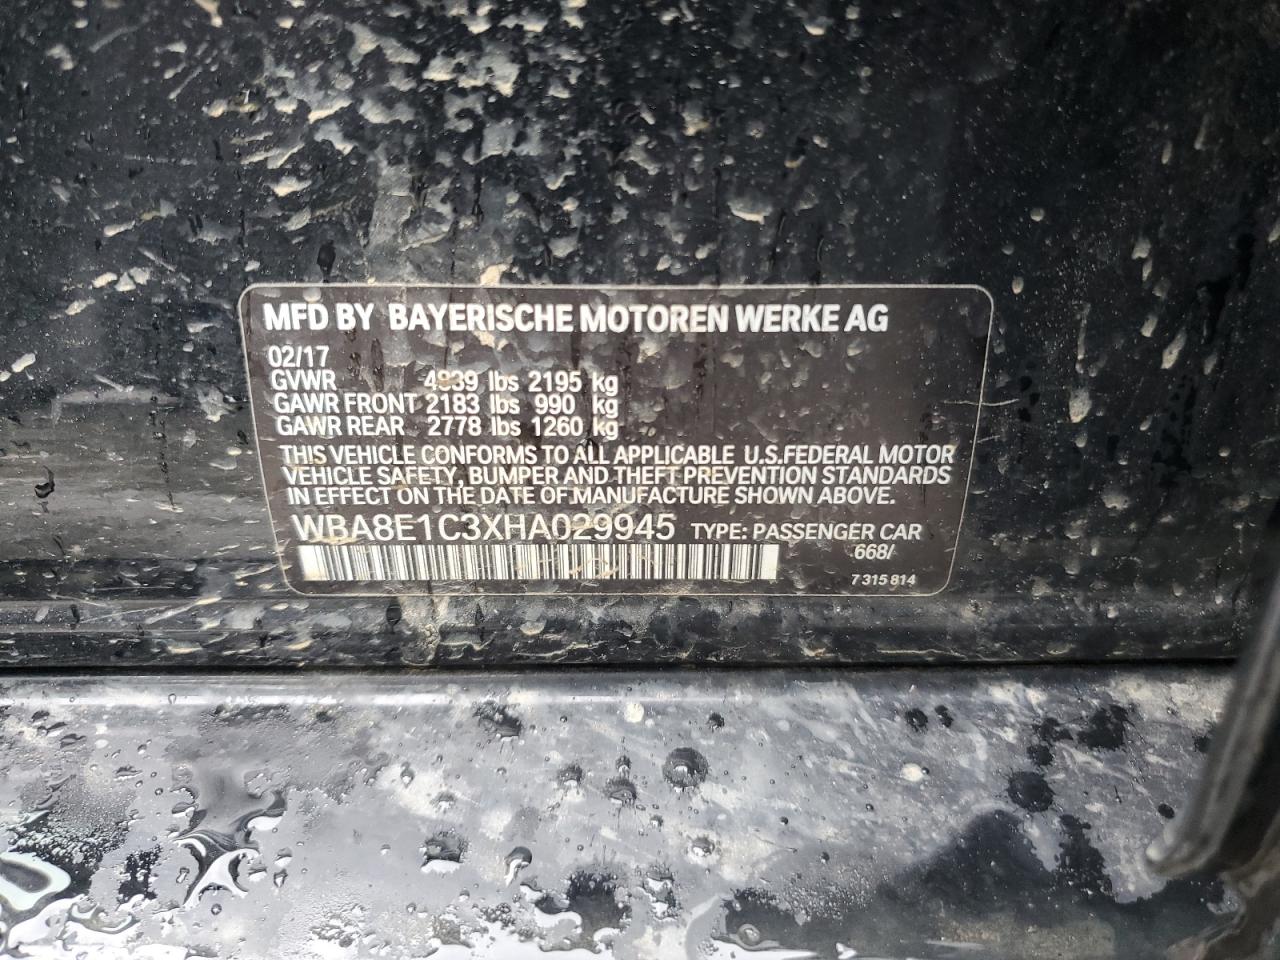 MFD BY BAYERISCHE MOTOREN WERKE AG
02/17
GVWR 4839 lbs 2195 kg
GAWR FRONT 2183 lbs 990 kg
GAWR REAR 2778 lbs 1260 kg
THIS VEHICLE CONFORMS TO ALL APPLICABLE U.S.FEDERAL MOTOR
VEHICLE SAFETY, BUMPER AND THEFT PREVENTION STANDARDS
IN EFFECT ON THE DATE OF MANUFACTURE SHOWN ABOVE.
WBA8E1C3XHA029945 TYPE: PASSENGER CAR
668/
7 315 814